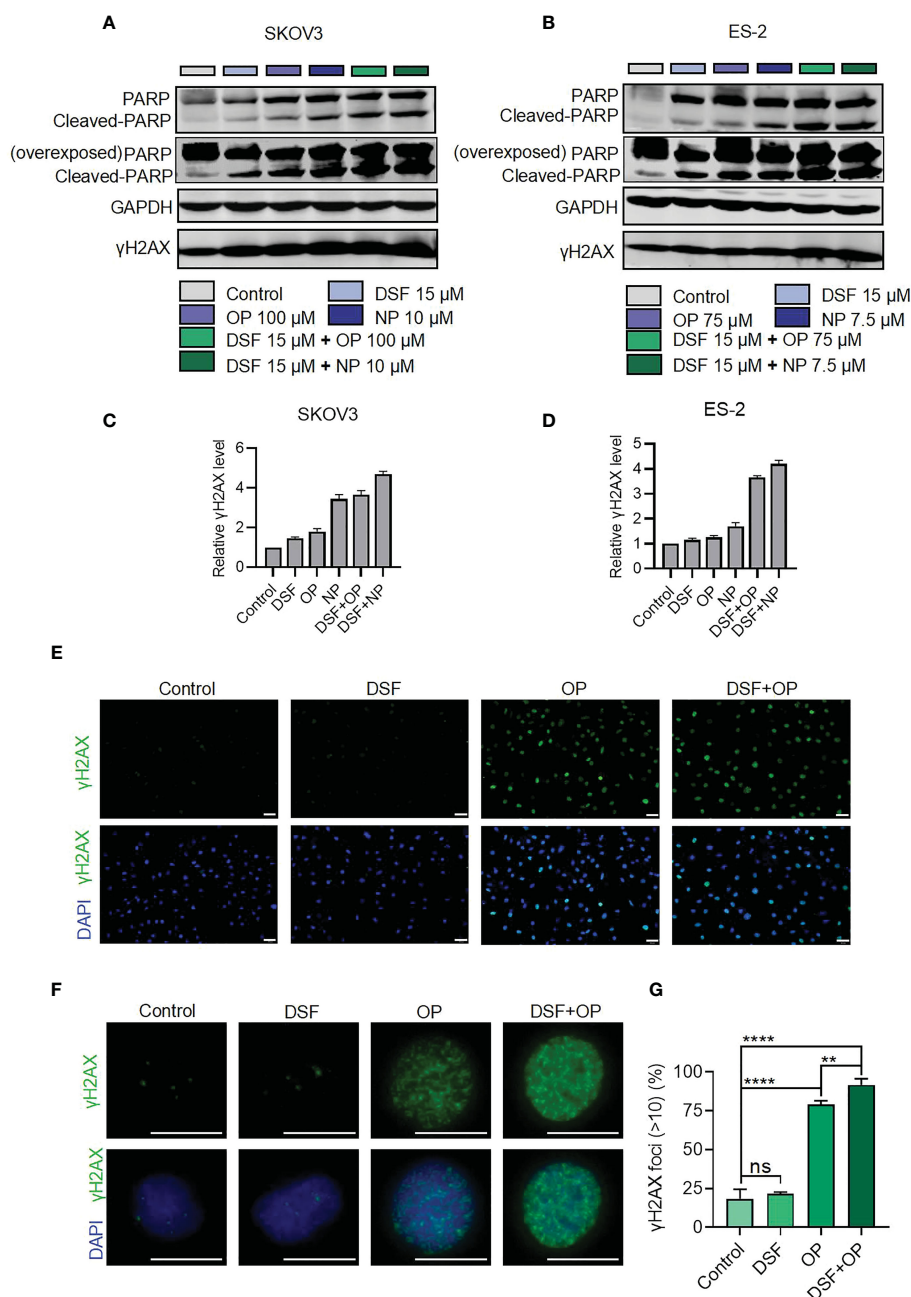 A
SKOV3
PARP
Cleaved-PARP
(overexposed)PARP
Cleaved-PARP
GAPDH
γH2AX
Control
DSF 15 μM
OP 100 μM
NP 10 μM
DSF 15 μM + OP 100 μM
DSF 15 μM + NP 10 μM
B
ES-2
PARP
Cleaved-PARP
(overexposed)PARP
Cleaved-PARP
GAPDH
γH2AX
Control
DSF 15 μM
OP 75 μM
NP 7.5 μM
DSF 15 μM + OP 75 μM
DSF 15 μM + NP 7.5 μM
C
SKOV3
Relative γH2AX level
6
4
2
0
Control
DSF
OP
NP
DSF+OP
DSF+NP
D
ES-2
Relative γH2AX level
5
4
3
2
1
0
Control
DSF
OP
NP
DSF+OP
DSF+NP
E
Control
DSF
OP
DSF+OP
γH2AX
DAPI γH2AX
F
Control
DSF
OP
DSF+OP
γH2AX
DAPI γH2AX
G
γH2AX foci (>10) (%)
100
75
50
25
0
****
**
****
ns
Control
DSF
OP
DSF+OP